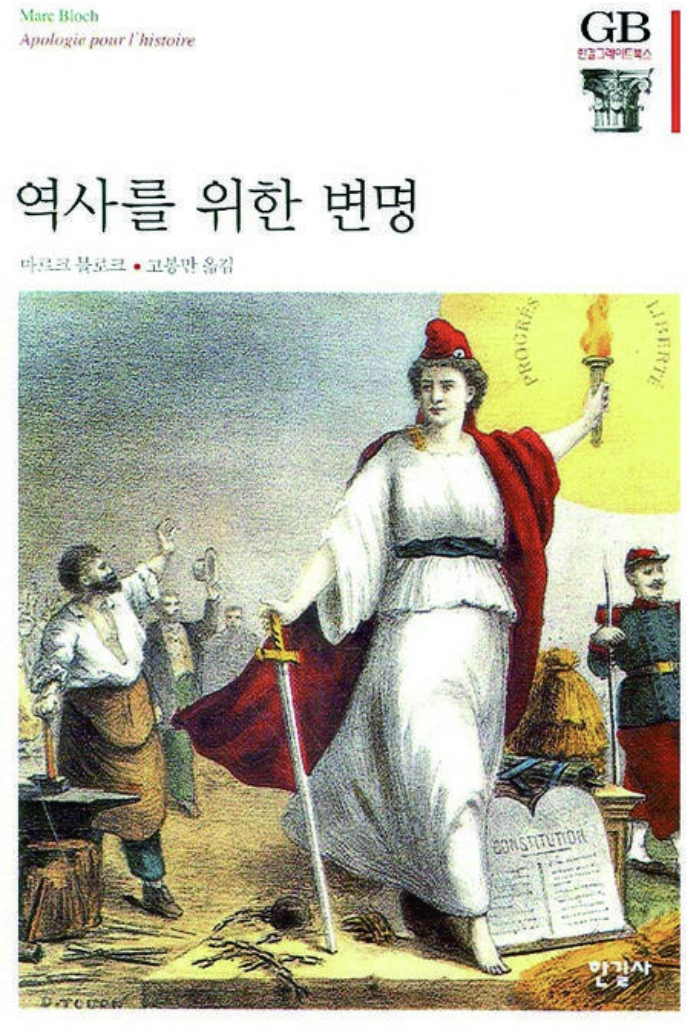 Marc Bloch
Apologie pour l'histoire
GB
한길그레이트북스
역사를 위한 변명
마르크 블로크 • 고봉만 옮김
PROGRÈS
LIBERTÉ
CONSTITUTION
한길사